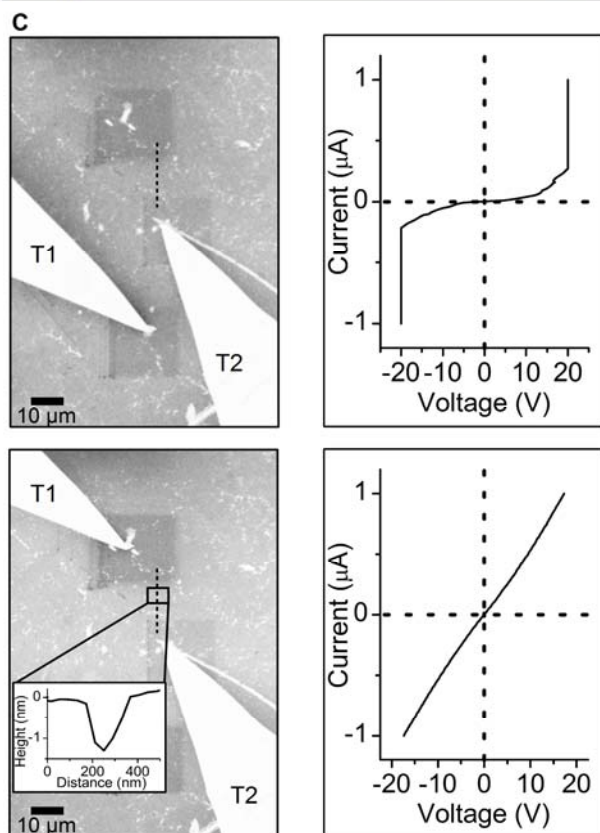 C
T1
T2
10 µm
Current (µA)
1
0
-1
-20 -10 0 10 20
Voltage (V)
T1
T2
10 µm
Height (nm)
0
-1
0 200 400
Distance (nm)
Current (µA)
1
0
-1
-20 -10 0 10 20
Voltage (V)